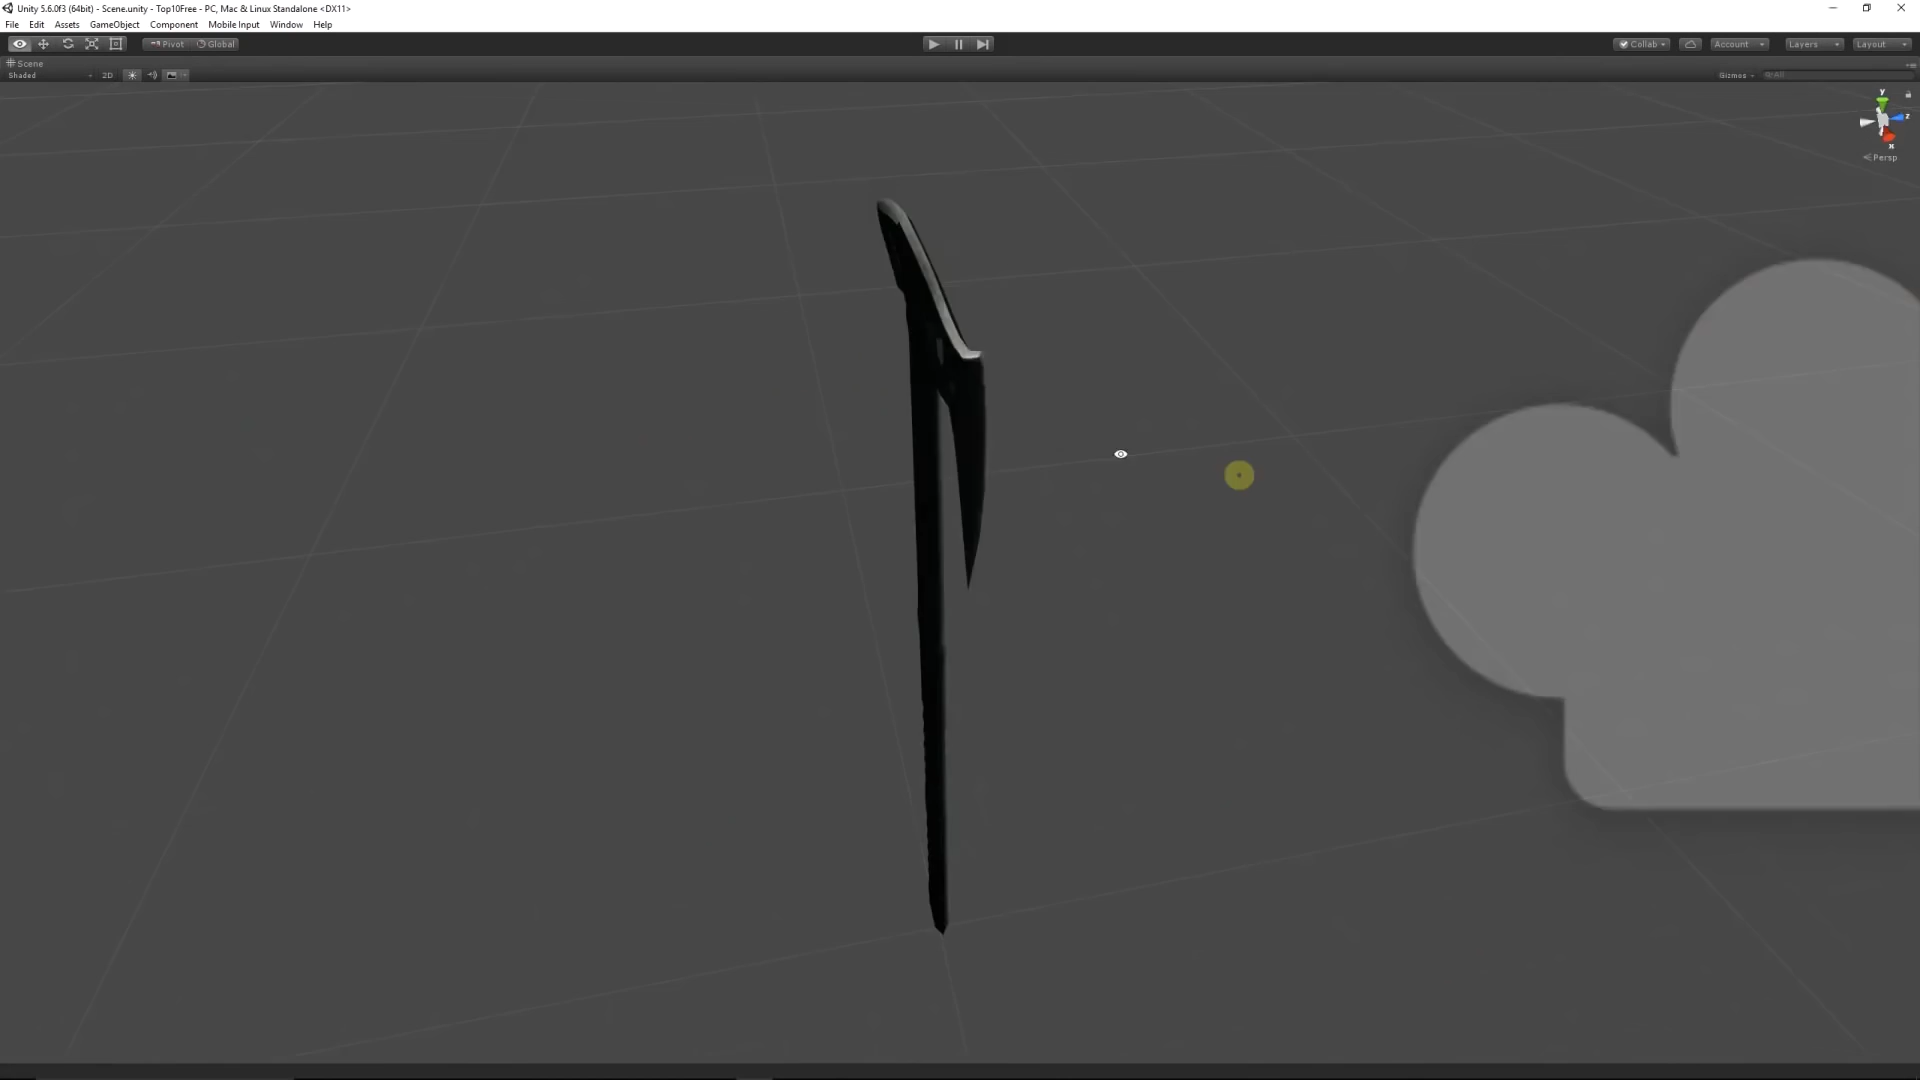 Unity 5.6.0f3 (64bit) - Scene.unity - Top10Free - PC, Mac & Linux Standalone <DX11>
File Edit Assets GameObject Component Mobile Input Window Help
Pivot Global Collab Account Layers Layout
Scene
Shaded 2D Gizmos All
y
z
x
Persp